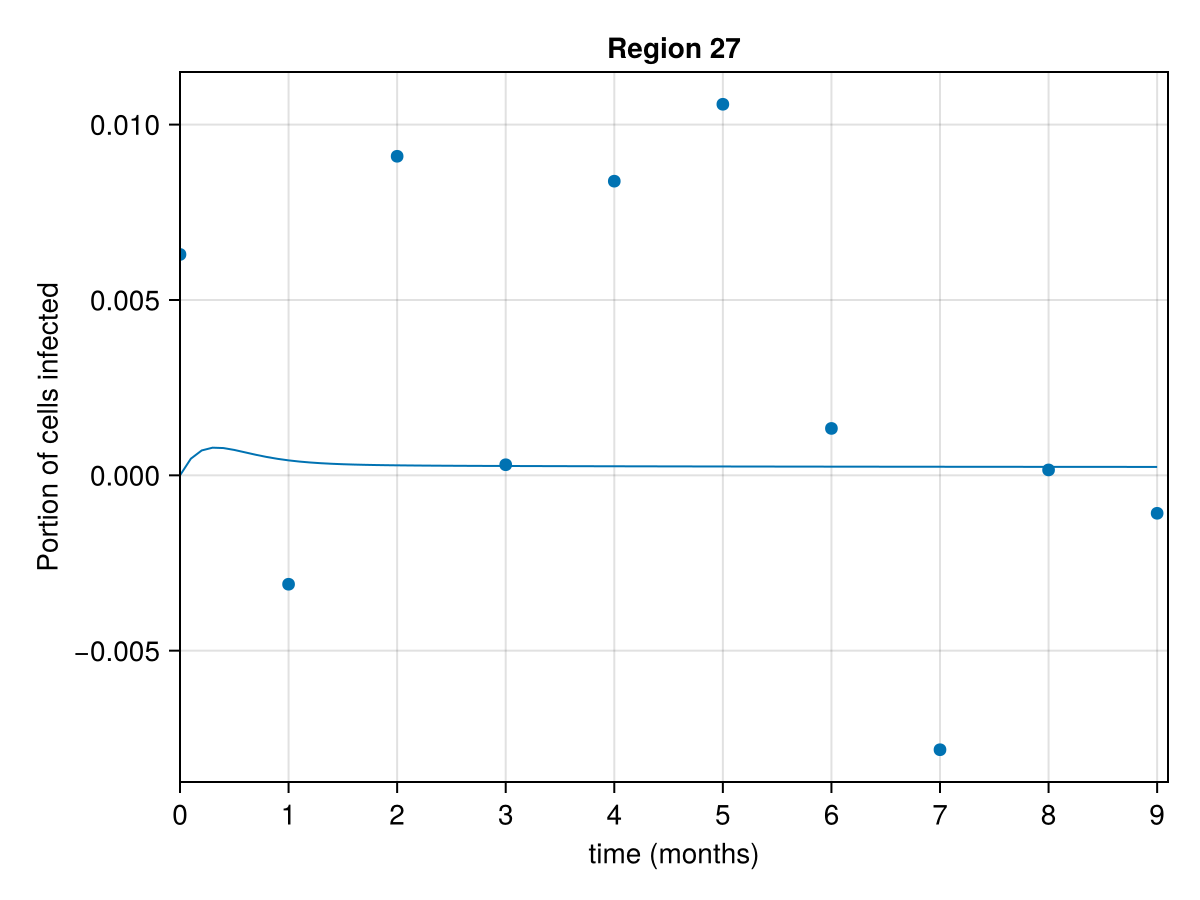 Region 27
Portion of cells infected
0.010
0.005
0.000
−0.005
0 1 2 3 4 5 6 7 8 9
time (months)